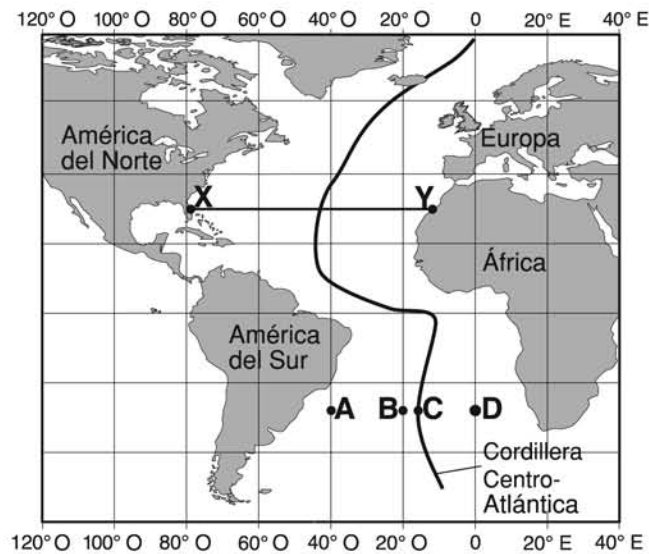 120° O 100° O 80° O 60° O 40° O 20° O 0° 20° E 40° E
América
del Norte
Europa
X Y
África
América
del Sur
A B C D
Cordillera
Centro-
Atlántica
120° O 100° O 80° O 60° O 40° O 20° O 0° 20° E 40° E